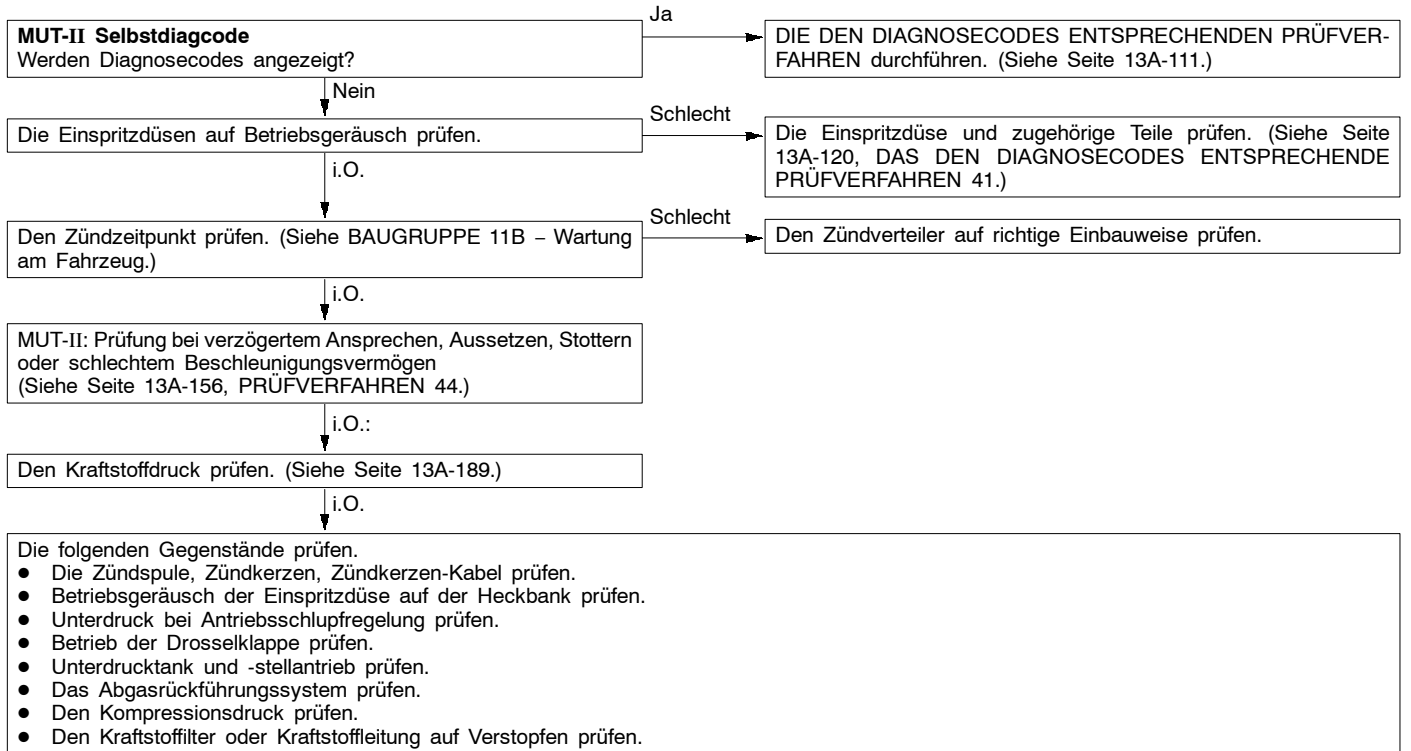 Ja
MUT-II Selbstdiagcode
Werden Diagnosecodes angezeigt?
DIE DEN DIAGNOSECODES ENTSPRECHENDEN PRÜFVER-
FAHREN durchführen. (Siehe Seite 13A-111.)
Nein
Die Einspritzdüsen auf Betriebsgeräusch prüfen.
Schlecht
Die Einspritzdüse und zugehörige Teile prüfen. (Siehe Seite
13A-120, DAS DEN DIAGNOSECODES ENTSPRECHENDE
PRÜFVERFAHREN 41.)
i.O.
Den Zündzeitpunkt prüfen. (Siehe BAUGRUPPE 11B – Wartung
am Fahrzeug.)
Schlecht
Den Zündverteiler auf richtige Einbauweise prüfen.
i.O.
MUT-II: Prüfung bei verzögertem Ansprechen, Aussetzen, Stottern
oder schlechtem Beschleunigungsvermögen
(Siehe Seite 13A-156, PRÜFVERFAHREN 44.)
i.O.:
Den Kraftstoffdruck prüfen. (Siehe Seite 13A-189.)
i.O.
Die folgenden Gegenstände prüfen.
● Die Zündspule, Zündkerzen, Zündkerzen-Kabel prüfen.
● Betriebsgeräusch der Einspritzdüse auf der Heckbank prüfen.
● Unterdruck bei Antriebsschlupfregelung prüfen.
● Betrieb der Drosselklappe prüfen.
● Unterdrucktank und -stellantrieb prüfen.
● Das Abgasrückführungssystem prüfen.
● Den Kompressionsdruck prüfen.
● Den Kraftstoffilter oder Kraftstoffleitung auf Verstopfen prüfen.